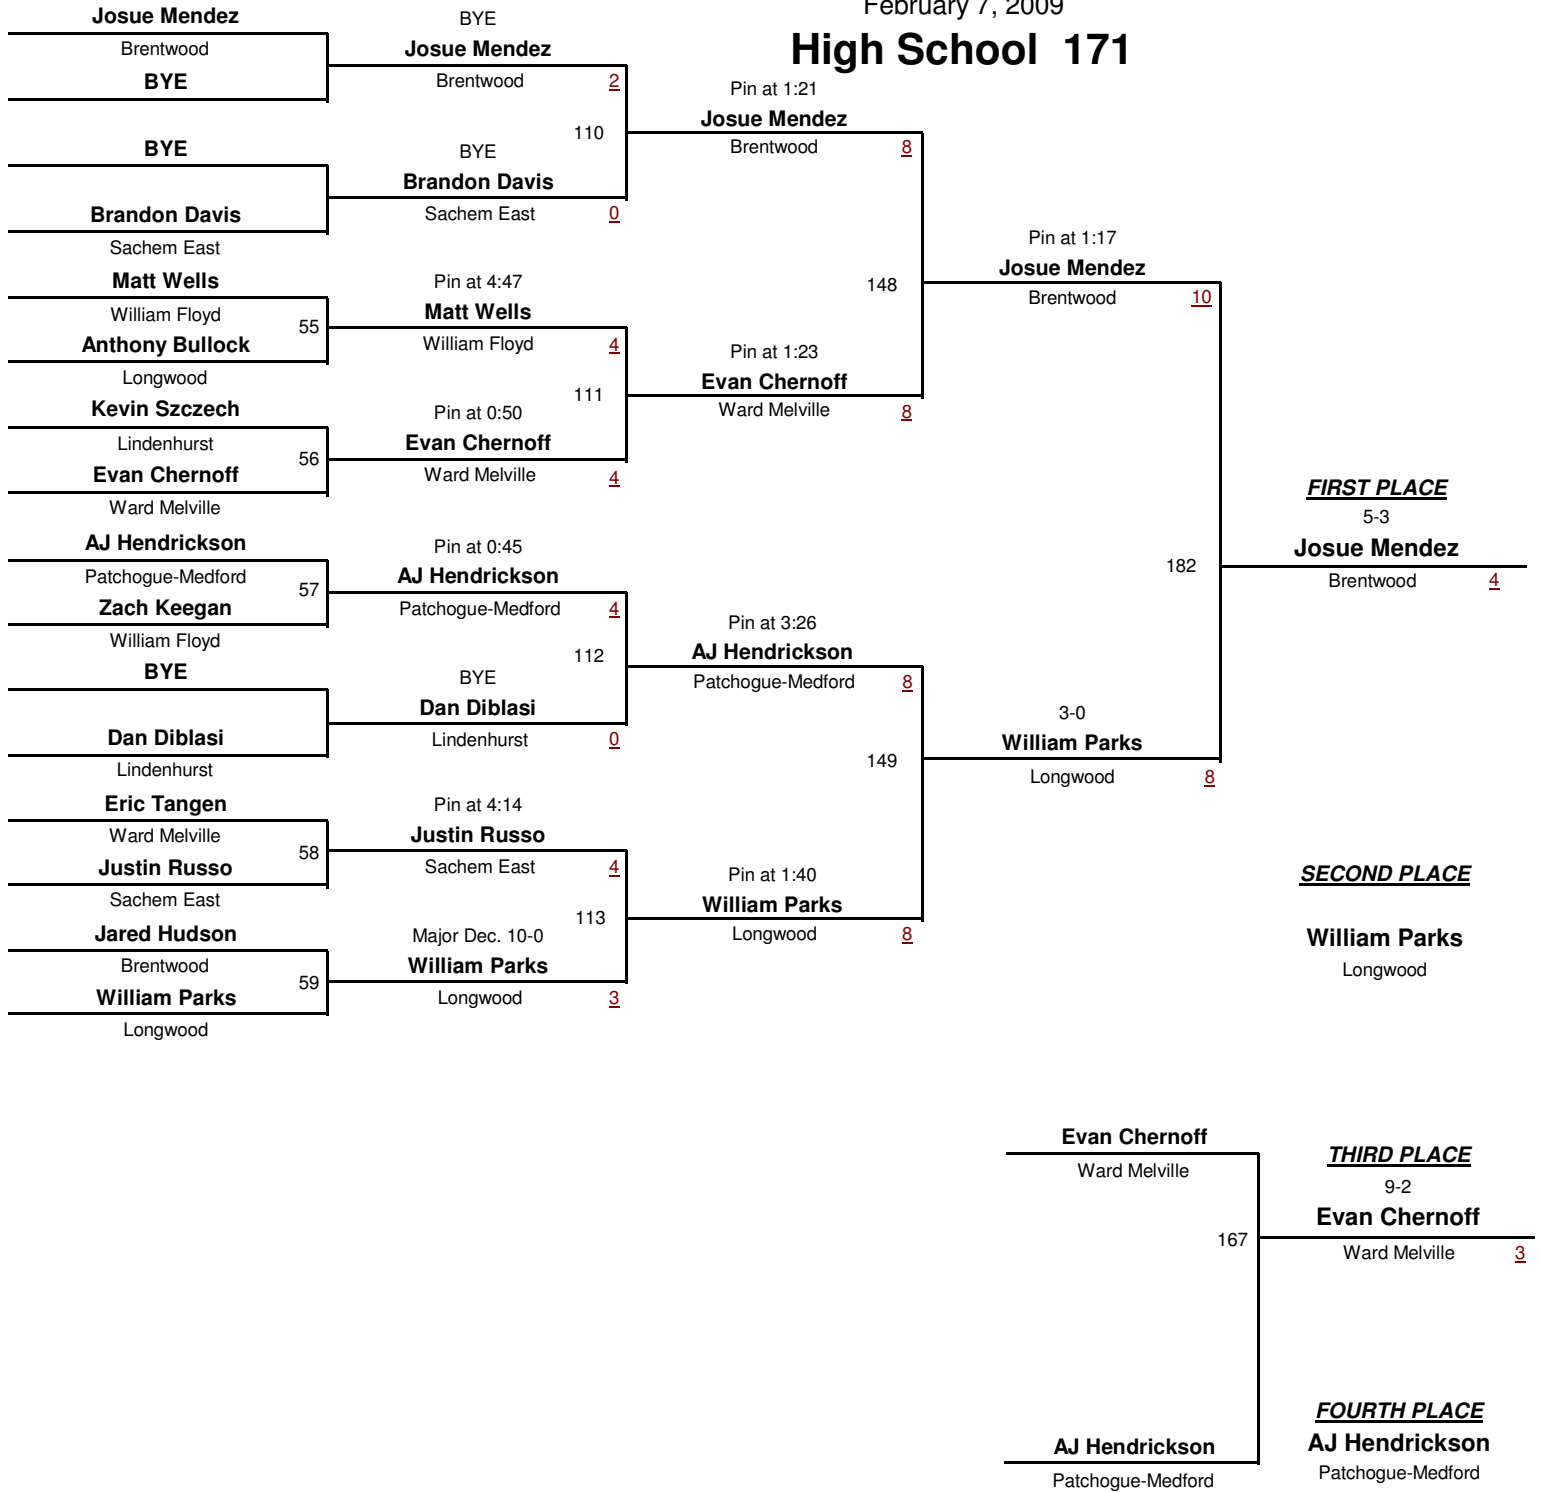 February 7, 2009
High School 171
Josue Mendez
Brentwood
BYE
BYE
Brandon Davis
Sachem East
Matt Wells
William Floyd
55
Anthony Bullock
Longwood
Kevin Szczech
Lindenhurst
56
Evan Chernoff
Ward Melville
AJ Hendrickson
Patchogue-Medford
57
Zach Keegan
William Floyd
BYE
Dan Diblasi
Lindenhurst
Eric Tangen
Ward Melville
58
Justin Russo
Sachem East
Jared Hudson
Brentwood
59
William Parks
Longwood
BYE
Josue Mendez
Brentwood 2
110
BYE
Brandon Davis
Sachem East 0
Pin at 4:47
Matt Wells
William Floyd 4
111
Pin at 0:50
Evan Chernoff
Ward Melville 4
Pin at 0:45
AJ Hendrickson
Patchogue-Medford 4
112
BYE
Dan Diblasi
Lindenhurst 0
Pin at 4:14
Justin Russo
Sachem East 4
113
Major Dec. 10-0
William Parks
Longwood 3
Pin at 1:21
Josue Mendez
Brentwood 8
148
Pin at 1:23
Evan Chernoff
Ward Melville 8
Pin at 3:26
AJ Hendrickson
Patchogue-Medford 8
149
Pin at 1:40
William Parks
Longwood 8
Pin at 1:17
Josue Mendez
Brentwood 10
182
3-0
William Parks
Longwood 8
FIRST PLACE
5-3
Josue Mendez
Brentwood 4
SECOND PLACE
William Parks
Longwood
Evan Chernoff
Ward Melville
167
AJ Hendrickson
Patchogue-Medford
THIRD PLACE
9-2
Evan Chernoff
Ward Melville 3
FOURTH PLACE
AJ Hendrickson
Patchogue-Medford